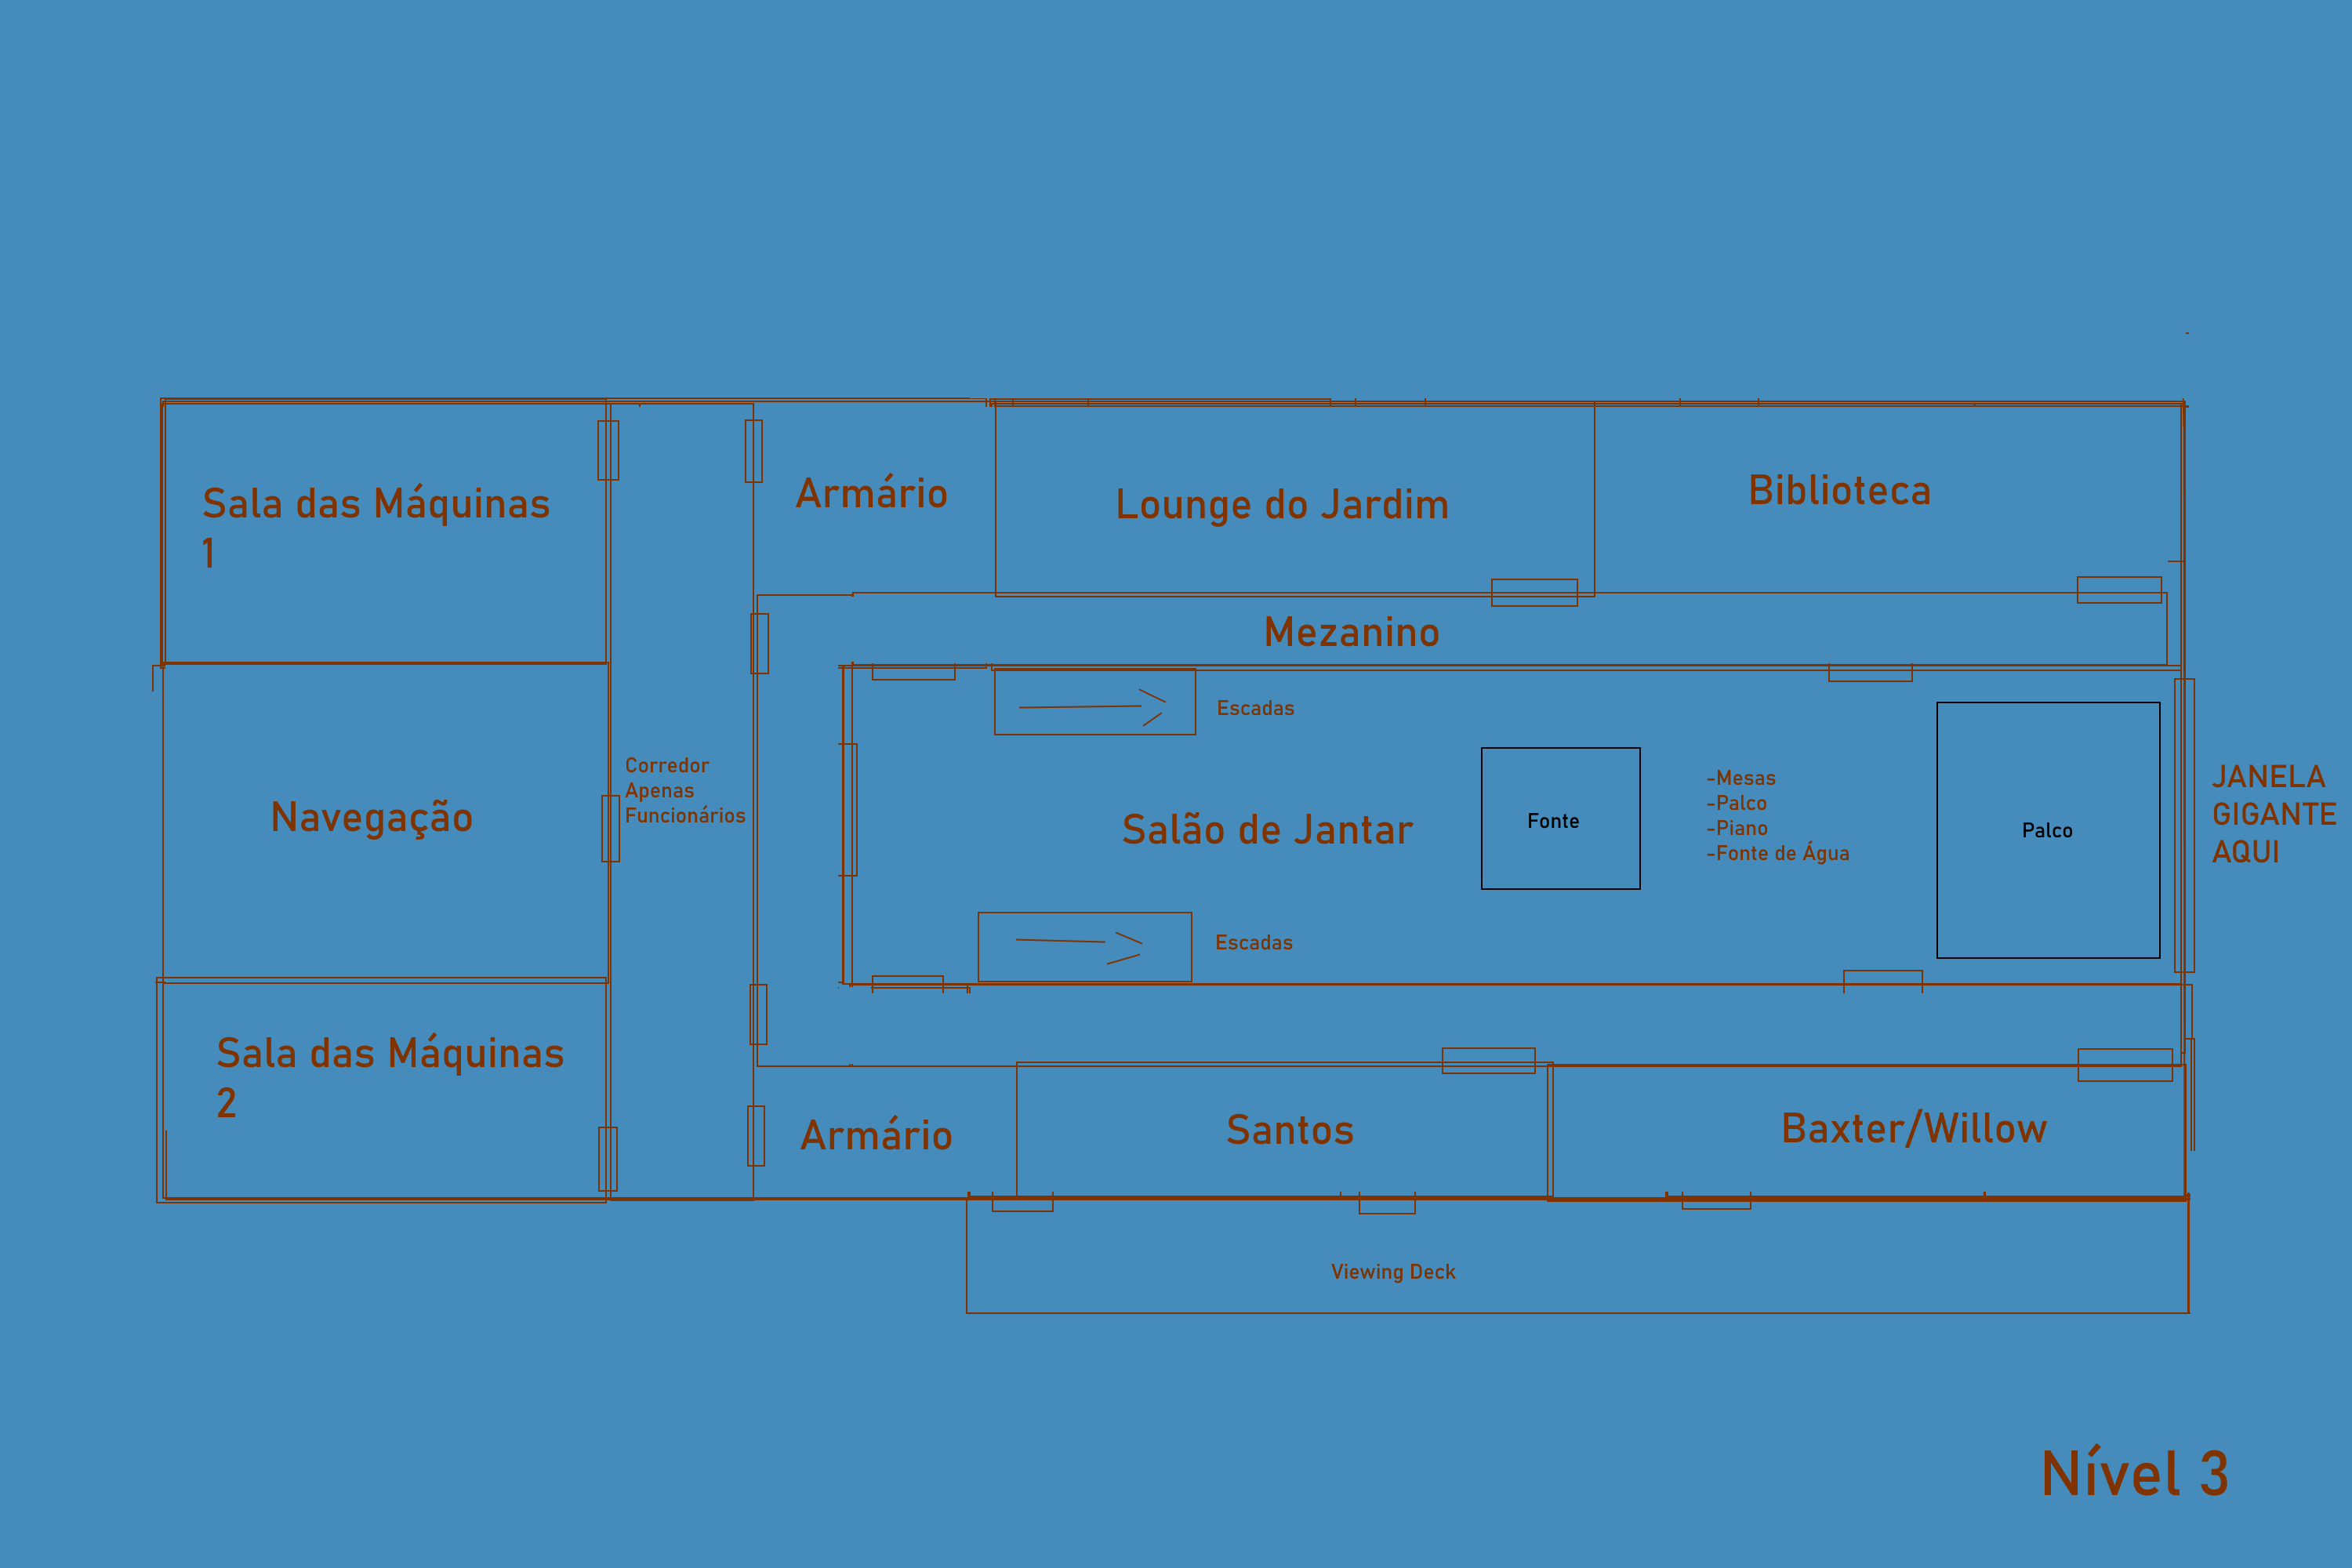 Sala das Máquinas
1
Armário
Lounge do Jardim
Biblioteca
Mezanino
Escadas
Corredor
Apenas
Funcionários
Navegação
Salão de Jantar
Fonte
-Mesas
-Palco
-Piano
-Fonte de Água
Palco
JANELA
GIGANTE
AQUI
Escadas
Sala das Máquinas
2
Armário
Santos
Baxter/Willow
Viewing Deck
Nível 3